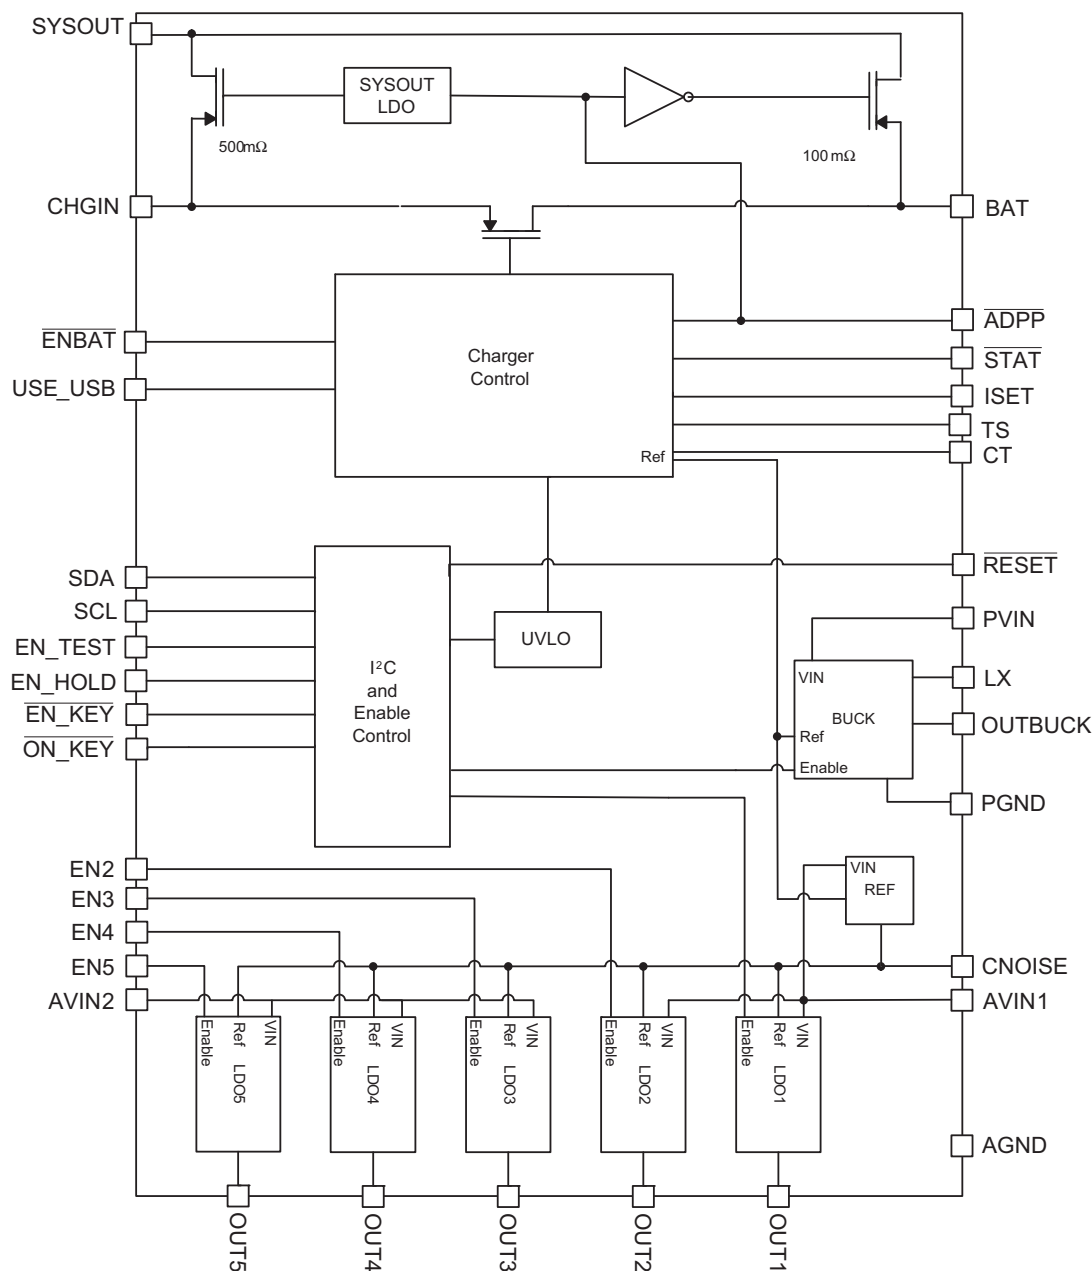 SYSOUT
SYSOUT
LDO
500mΩ
100 mΩ
CHGIN
BAT
ENBAT
USE_USB
Charger
Control
Ref
ADPP
STAT
ISET
TS
CT
SDA
SCL
EN_TEST
EN_HOLD
EN_KEY
ON_KEY
I²C
and
Enable
Control
UVLO
RESET
PVIN
LX
OUTBUCK
PGND
VIN
BUCK
Ref
Enable
EN2
EN3
EN4
EN5
AVIN2
VIN
REF
CNOISE
AVIN1
AGND
Enable
Ref
VIN
LDO5
Enable
Ref
VIN
LDO4
Enable
Ref
VIN
LDO3
Enable
Ref
VIN
LDO2
Enable
Ref
VIN
LDO1
OUT5
OUT4
OUT3
OUT2
OUT1